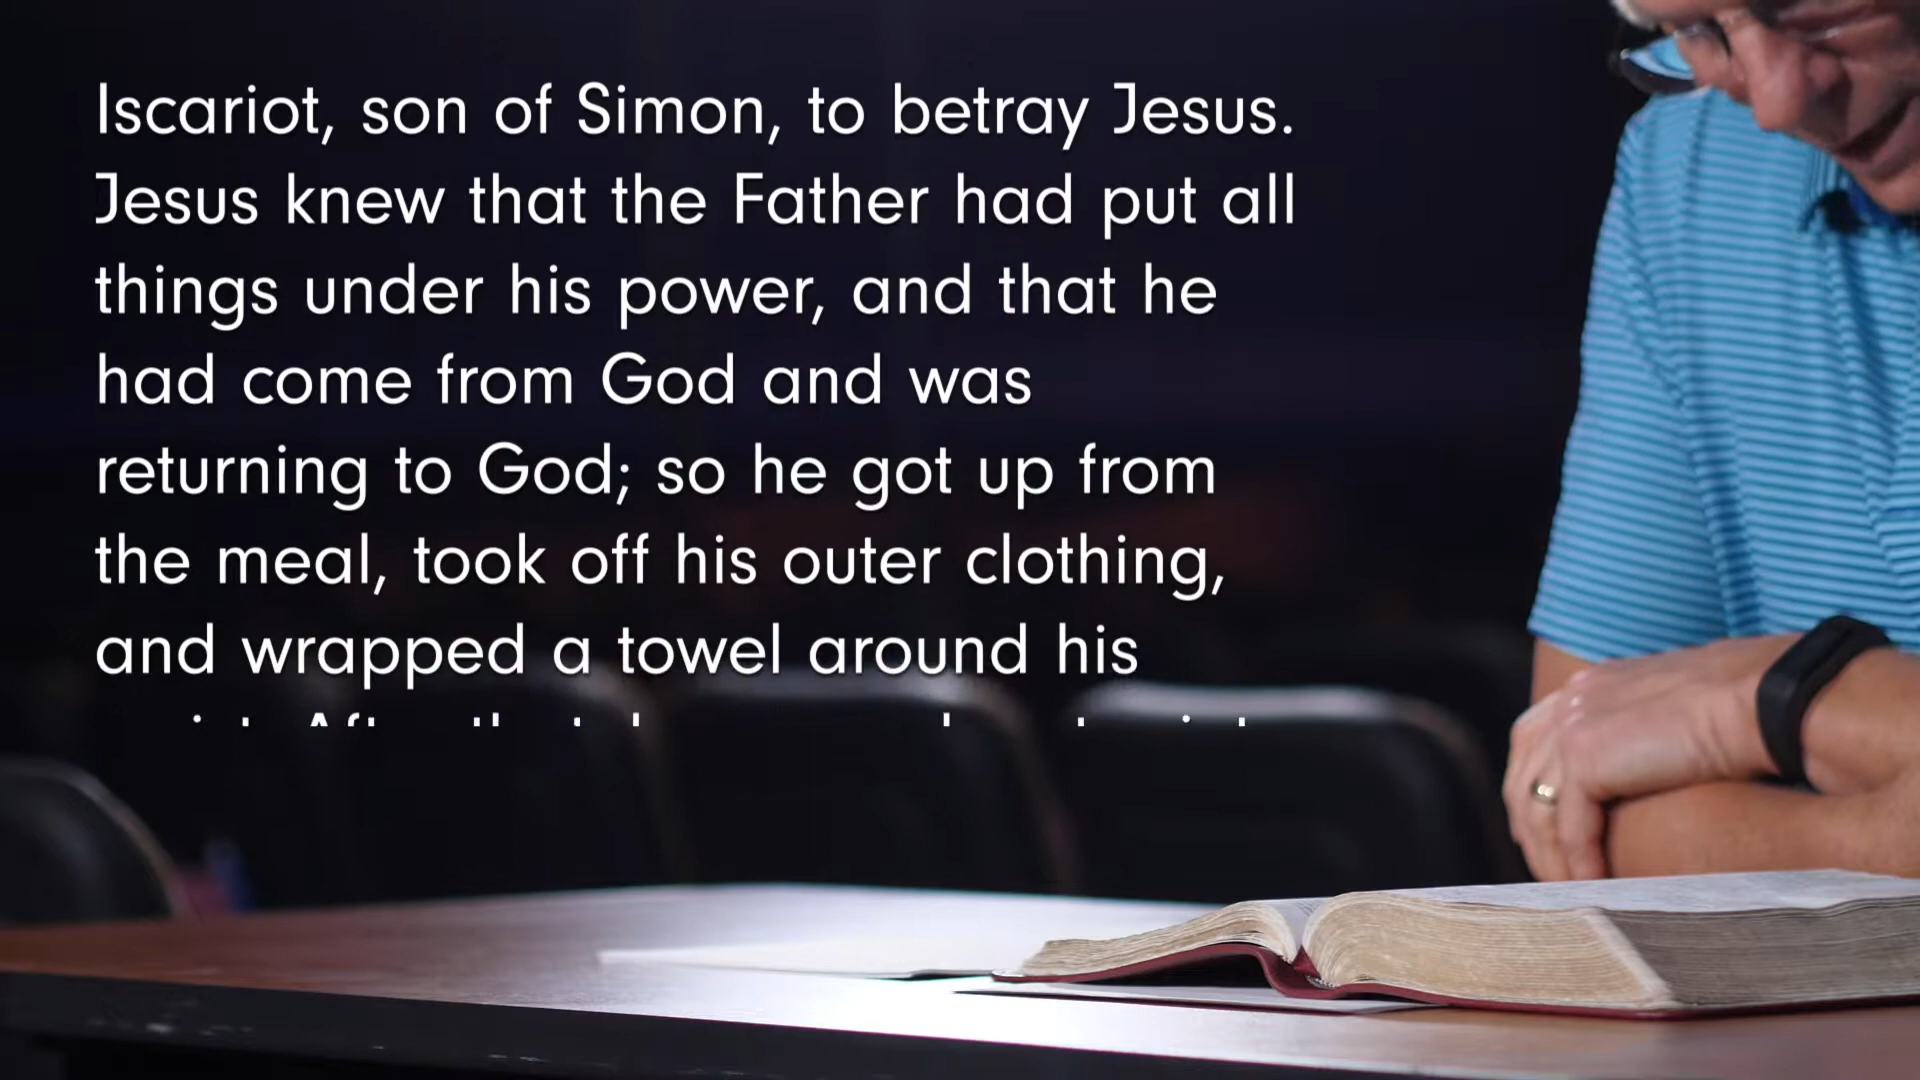 Iscariot, son of Simon, to betray Jesus.
Jesus knew that the Father had put all
things under his power, and that he
had come from God and was
returning to God; so he got up from
the meal, took off his outer clothing,
and wrapped a towel around his